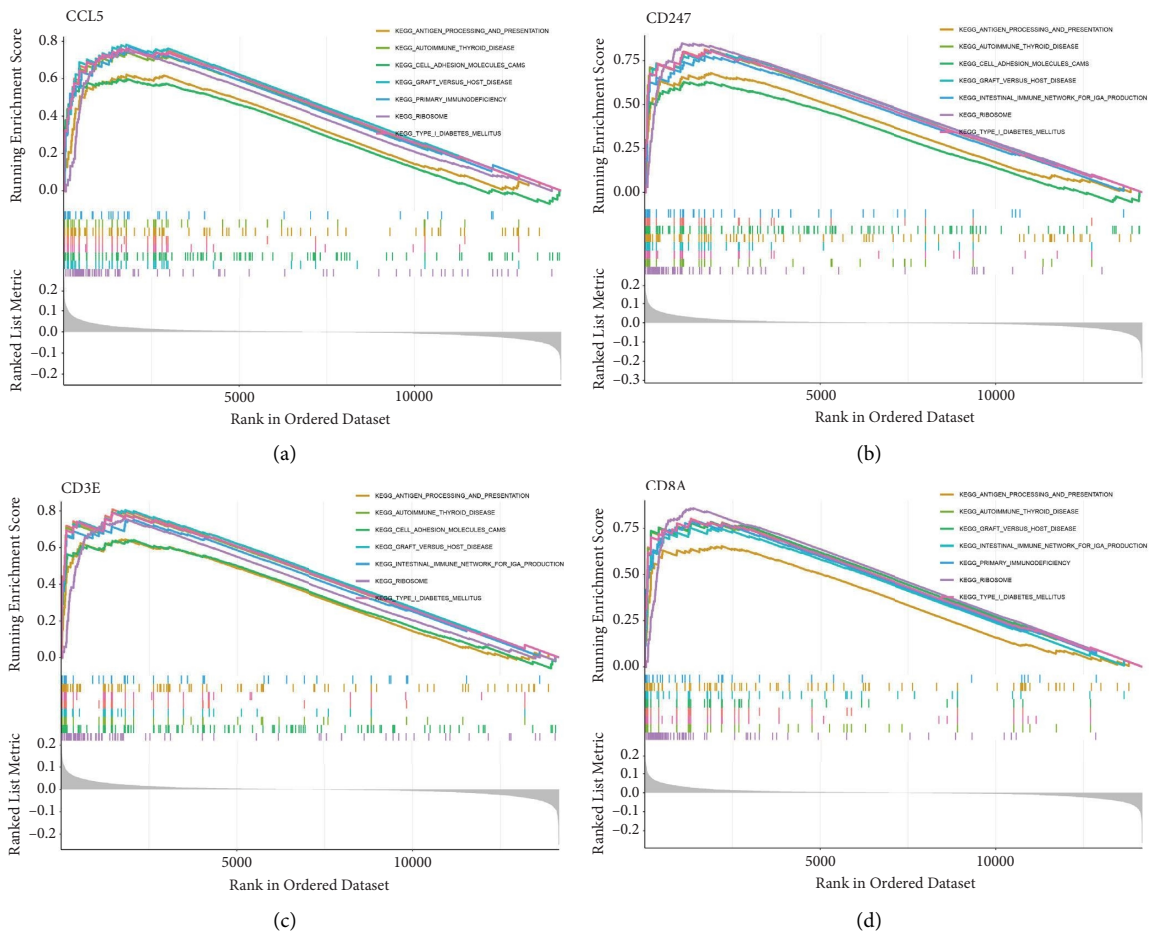 CCL5
Running Enrichment Score
0.8
0.6
0.4
0.2
0.0
KEGG_ANTIGEN_PROCESSING_AND_PRESENTATION
KEGG_AUTOIMMUNE_THYROID_DISEASE
KEGG_CELL_ADHESION_MOLECULES_CAMS
KEGG_GRAFT_VERSUS_HOST_DISEASE
KEGG_PRIMARY_IMMUNODEFICIENCY
KEGG_RIBOSOME
KEGG_TYPE_I_DIABETES_MELLITUS
Ranked List Metric
0.2
0.1
0.0
−0.1
−0.2
5000 10000
Rank in Ordered Dataset
(a)
CD247
Running Enrichment Score
0.75
0.50
0.25
0.00
KEGG_ANTIGEN_PROCESSING_AND_PRESENTATION
KEGG_AUTOIMMUNE_THYROID_DISEASE
KEGG_CELL_ADHESION_MOLECULES_CAMS
KEGG_GRAFT_VERSUS_HOST_DISEASE
KEGG_INTESTINAL_IMMUNE_NETWORK_FOR_IGA_PRODUCTION
KEGG_RIBOSOME
KEGG_TYPE_I_DIABETES_MELLITUS
Ranked List Metric
0.2
0.1
0.0
−0.1
−0.2
−0.3
5000 10000
Rank in Ordered Dataset
(b)
CD3E
Running Enrichment Score
0.8
0.6
0.4
0.2
0.0
KEGG_ANTIGEN_PROCESSING_AND_PRESENTATION
KEGG_AUTOIMMUNE_THYROID_DISEASE
KEGG_CELL_ADHESION_MOLECULES_CAMS
KEGG_GRAFT_VERSUS_HOST_DISEASE
KEGG_INTESTINAL_IMMUNE_NETWORK_FOR_IGA_PRODUCTION
KEGG_RIBOSOME
KEGG_TYPE_I_DIABETES_MELLITUS
Ranked List Metric
0.2
0.1
0.0
−0.1
−0.2
5000 10000
Rank in Ordered Dataset
(c)
CD8A
Running Enrichment Score
0.75
0.50
0.25
0.00
KEGG_ANTIGEN_PROCESSING_AND_PRESENTATION
KEGG_AUTOIMMUNE_THYROID_DISEASE
KEGG_GRAFT_VERSUS_HOST_DISEASE
KEGG_INTESTINAL_IMMUNE_NETWORK_FOR_IGA_PRODUCTION
KEGG_PRIMARY_IMMUNODEFICIENCY
KEGG_RIBOSOME
KEGG_TYPE_I_DIABETES_MELLITUS
Ranked List Metric
0.2
0.1
0.0
−0.1
−0.2
5000 10000
Rank in Ordered Dataset
(d)